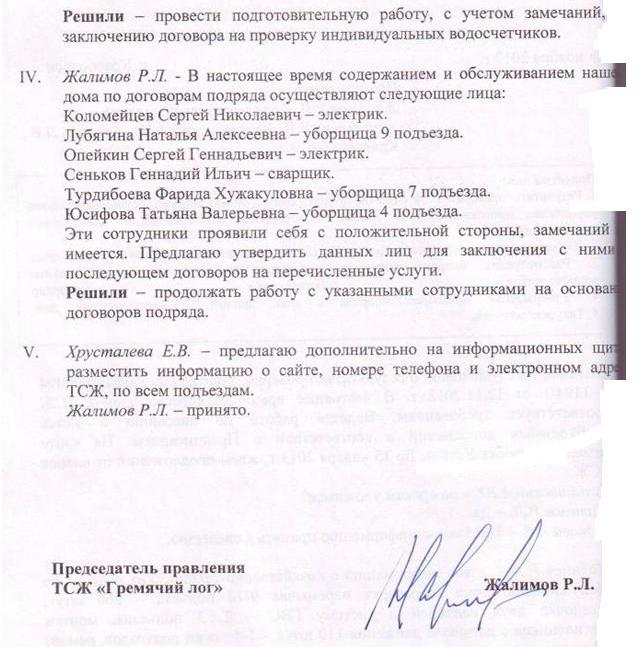 Решили – провести подготовительную работу, с учетом замечаний,
заключению договора на проверку индивидуальных водосчетчиков.
IV. Жалимов Р.Л. - В настоящее время содержанием и обслуживанием наше
дома по договорам подряда осуществляют следующие лица:
Коломейцев Сергей Николаевич – электрик.
Лубягина Наталья Алексеевна – уборщица 9 подъезда.
Опейкин Сергей Геннадьевич – электрик.
Сеньков Геннадий Ильич – сварщик.
Турдибоева Фарида Хужакуловна – уборщица 7 подъезда.
Юсифова Татьяна Валерьевна – уборщица 4 подъезда.
Эти сотрудники проявили себя с положительной стороны, замечаний
имеется. Предлагаю утвердить данных лиц для заключения с ними
последующем договоров на перечисленные услуги.
Решили – продолжать работу с указанными сотрудниками на основан
договоров подряда.
V. Хрусталева Е.В. – предлагаю дополнительно на информационных щит
разместить информацию о сайте, номере телефона и электронном адре
ТСЖ, по всем подъездам.
Жалимов Р.Л. – принято.
Председатель правления
ТСЖ «Гремячий лог» Жалимов Р.Л.